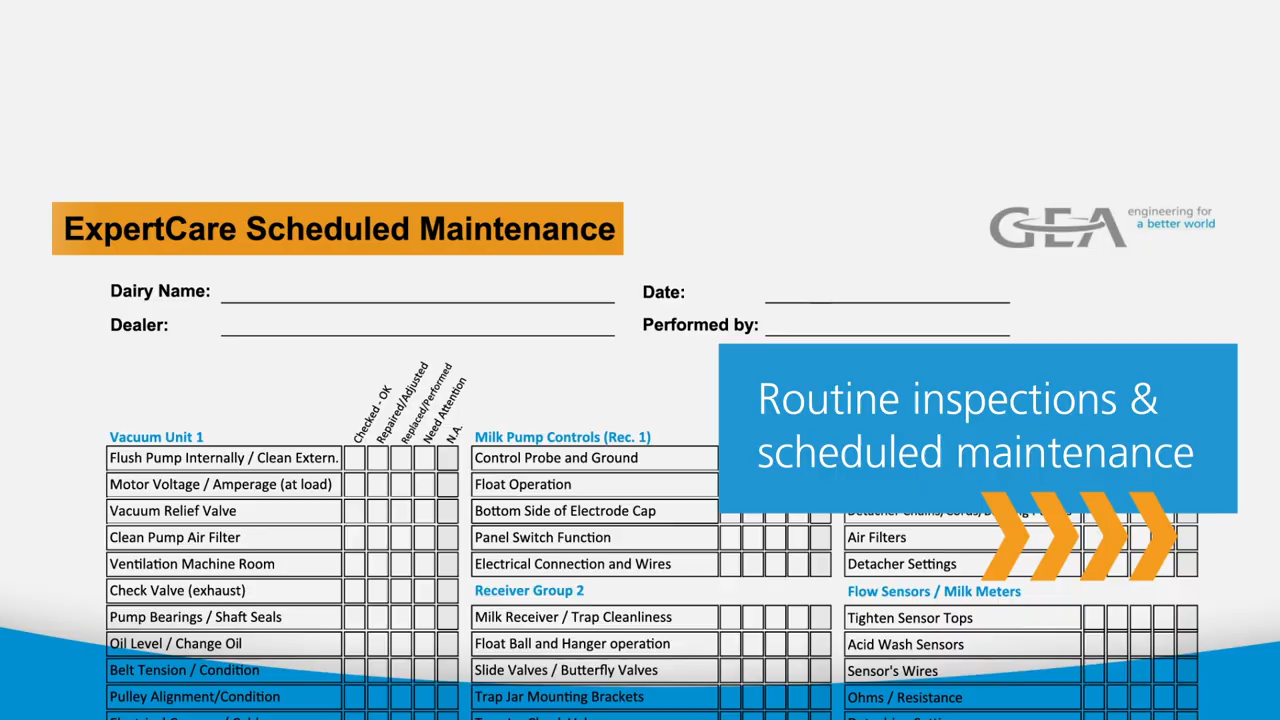 ExpertCare Scheduled Maintenance
GEA engineering for
a better world
Dairy Name:
Date:
Dealer:
Performed by:
Checked - OK
Repaired/Adjusted
Replaced/Performed
Need Attention
N.A.
Routine inspections &
scheduled maintenance
Vacuum Unit 1
Flush Pump Internally / Clean Extern.
Motor Voltage / Amperage (at load)
Vacuum Relief Valve
Clean Pump Air Filter
Ventilation Machine Room
Check Valve (exhaust)
Pump Bearings / Shaft Seals
Oil Level / Change Oil
Belt Tension / Condition
Pulley Alignment/Condition
Milk Pump Controls (Rec. 1)
Control Probe and Ground
Float Operation
Bottom Side of Electrode Cap
Panel Switch Function
Electrical Connection and Wires
Receiver Group 2
Milk Receiver / Trap Cleanliness
Float Ball and Hanger operation
Slide Valves / Butterfly Valves
Trap Jar Mounting Brackets
Air Filters
Detacher Settings
Flow Sensors / Milk Meters
Tighten Sensor Tops
Acid Wash Sensors
Sensor's Wires
Ohms / Resistance